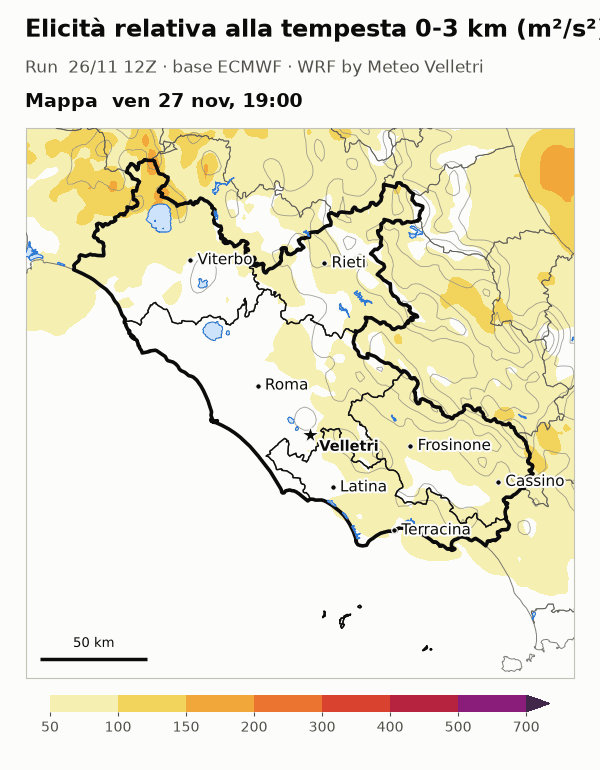 Elicità relativa alla tempesta 0-3 km (m²/s²)
Run  26/11 12Z · base ECMWF · WRF by Meteo Velletri
Mappa  ven 27 nov, 19:00
Viterbo
Rieti
Roma
Velletri
Frosinone
Latina
Cassino
Terracina
50 km
50 100 150 200 300 400 500 700